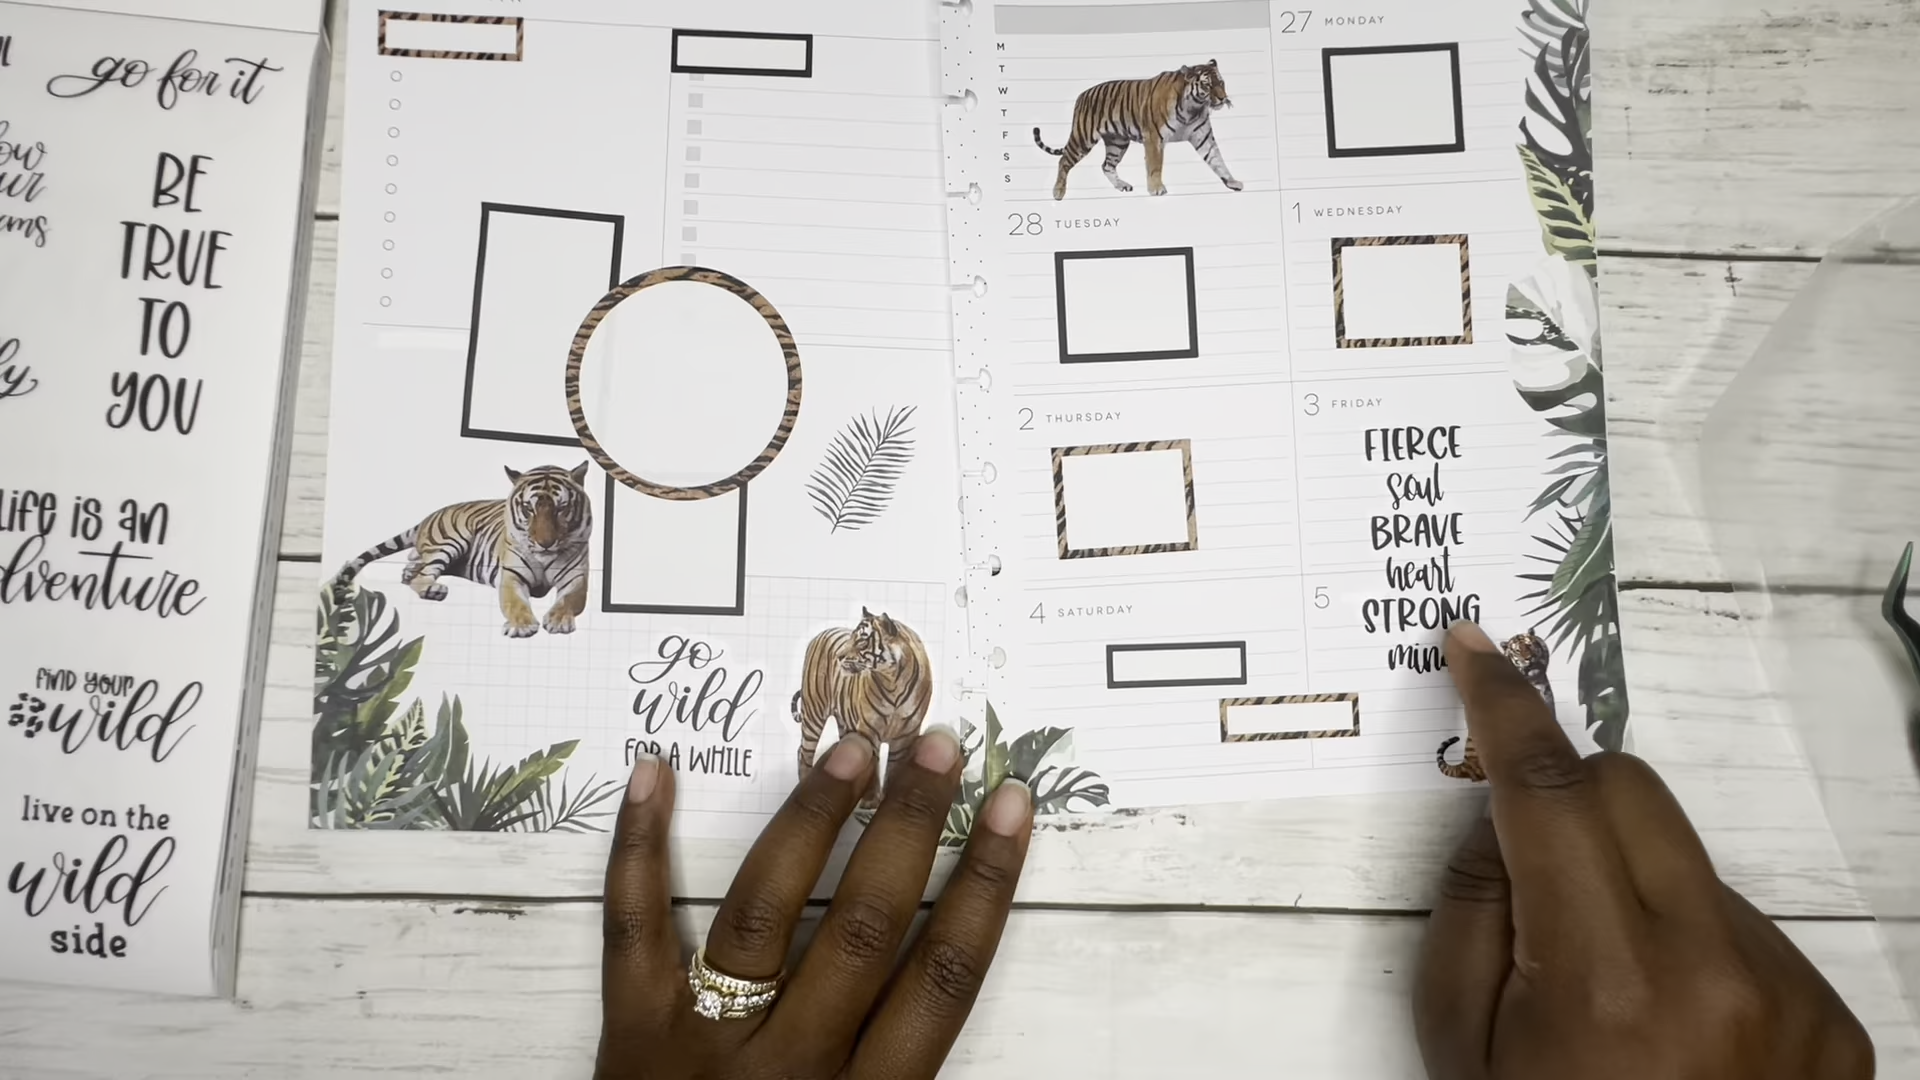 go for it
BE
TRUE
TO
YOU
LiFE is an
find your
wild
live on the
wild
side
go
wild
FOR A WHILE
M
T
W
T
F
S
S
27 MONDAY
28 TUESDAY
1 WEDNESDAY
2 THURSDAY
3 FRIDAY
FIERCE
soul
BRAVE
heart
STRONG
4 SATURDAY
5